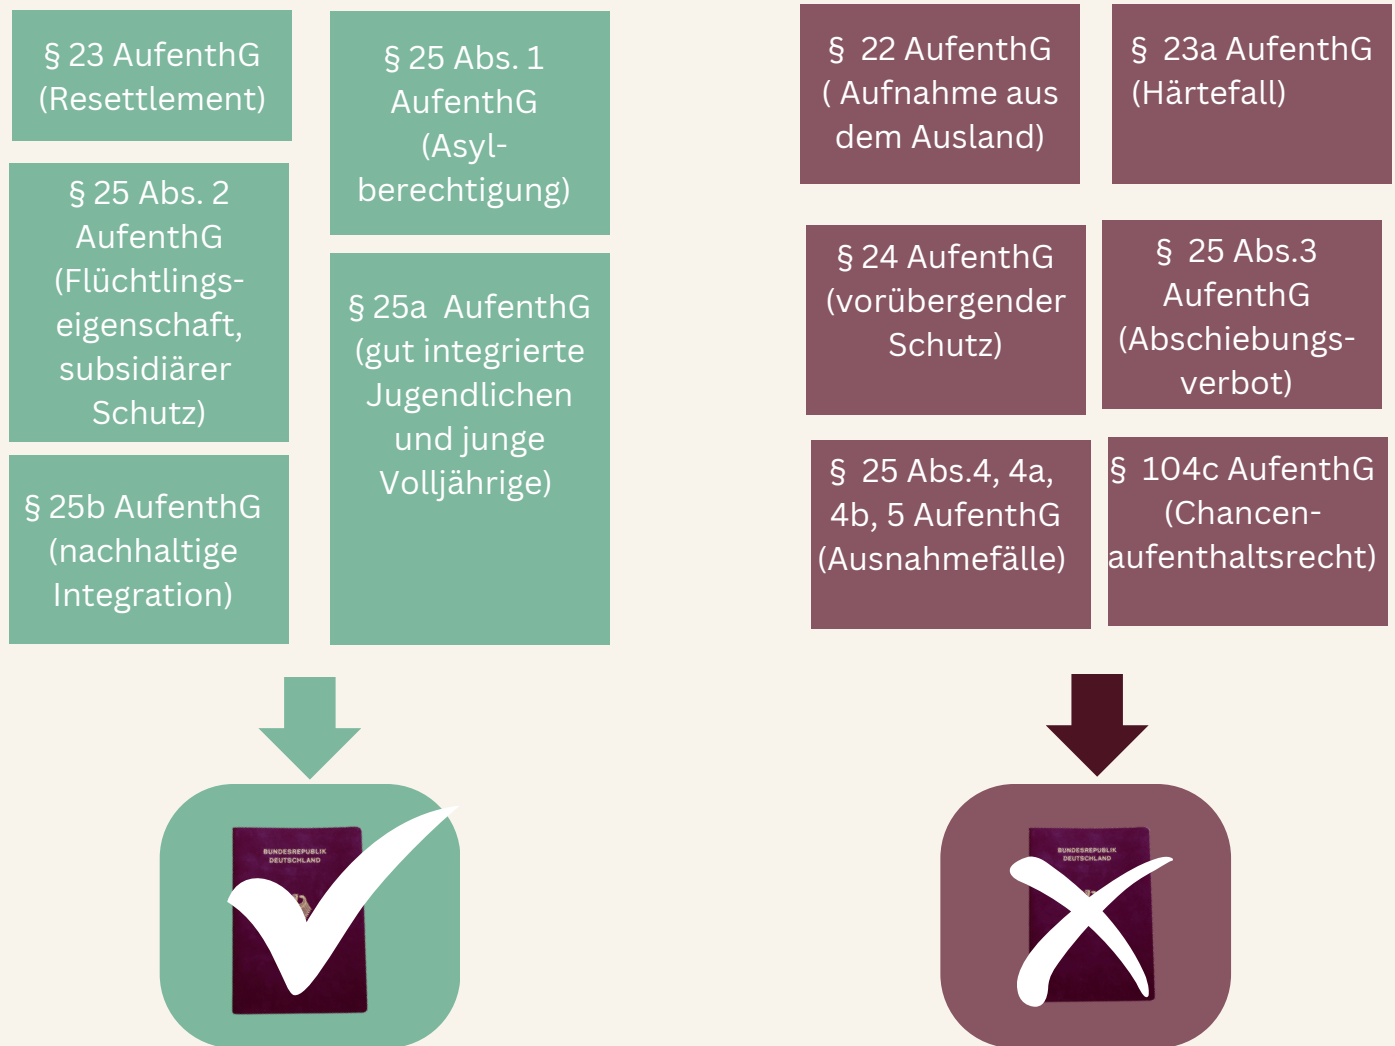 § 23 AufenthG
(Resettlement)
§ 25 Abs. 1
AufenthG
(Asyl-
berechtigung)
§ 25 Abs. 2
AufenthG
(Flüchtlings-
eigenschaft,
subsidiärer
Schutz)
§ 25a  AufenthG
(gut integrierte
Jugendlichen
und junge
Volljährige)
§ 25b AufenthG
(nachhaltige
Integration)
§  22 AufenthG
( Aufnahme aus
dem Ausland)
§  23a AufenthG
(Härtefall)
§ 24 AufenthG
(vorübergender
Schutz)
§  25 Abs.3
AufenthG
(Abschiebungs-
verbot)
§  25 Abs.4, 4a,
4b, 5 AufenthG
(Ausnahmefälle)
§  104c AufenthG
(Chancen-
aufenthaltsrecht)
BUNDESREPUBLIK
DEUTSCHLAND
BUNDESREPUBLIK
DEUTSCHLAND